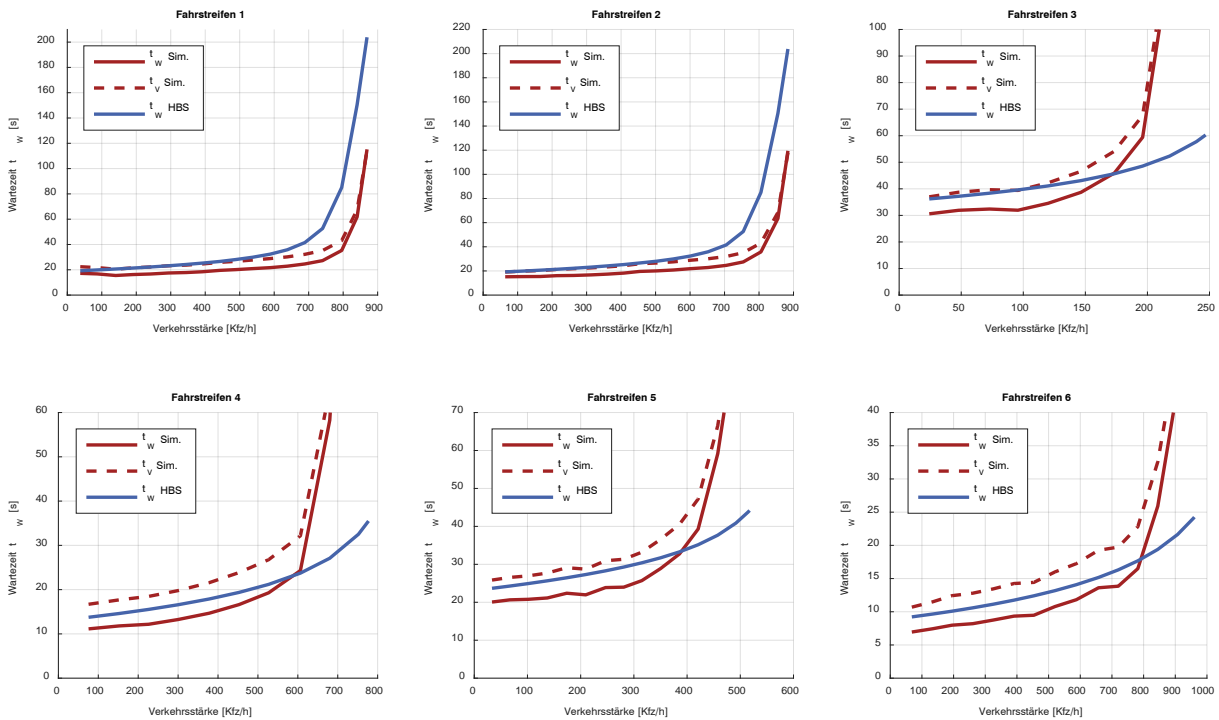 Fahrstreifen 1
200
180
160
140
120
100
80
60
40
20
0
0 100 200 300 400 500 600 700 800 900
Wartezeit t w [s]
Verkehrsstärke [Kfz/h]
t w Sim.
t v Sim.
t w HBS
Fahrstreifen 2
220
200
180
160
140
120
100
80
60
40
20
0
0 100 200 300 400 500 600 700 800 900
Wartezeit t w [s]
Verkehrsstärke [Kfz/h]
t w Sim.
t v Sim.
t w HBS
Fahrstreifen 3
100
90
80
70
60
50
40
30
20
10
0
0 50 100 150 200 250
Wartezeit t w [s]
Verkehrsstärke [Kfz/h]
t w Sim.
t v Sim.
t w HBS
Fahrstreifen 4
60
50
40
30
20
10
0
0 100 200 300 400 500 600 700 800
Wartezeit t w [s]
Verkehrsstärke [Kfz/h]
t w Sim.
t v Sim.
t w HBS
Fahrstreifen 5
70
60
50
40
30
20
10
0
0 100 200 300 400 500 600
Wartezeit t w [s]
Verkehrsstärke [Kfz/h]
t w Sim.
t v Sim.
t w HBS
Fahrstreifen 6
40
35
30
25
20
15
10
5
0
0 100 200 300 400 500 600 700 800 900 1000
Wartezeit t w [s]
Verkehrsstärke [Kfz/h]
t w Sim.
t v Sim.
t w HBS